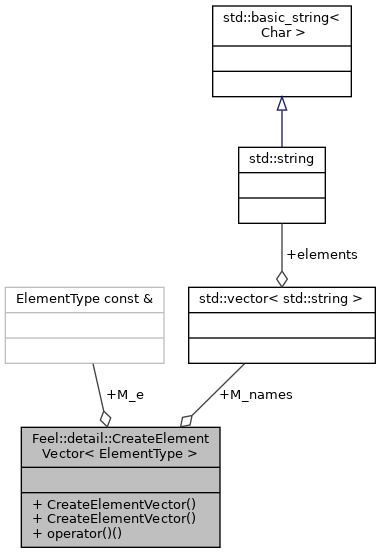 std::basic_string<
Char >
std::string
+elements
ElementType const &
std::vector< std::string >
+M_e
+M_names
Feel::detail::CreateElement
Vector< ElementType >
+ CreateElementVector()
+ CreateElementVector()
+ operator()()